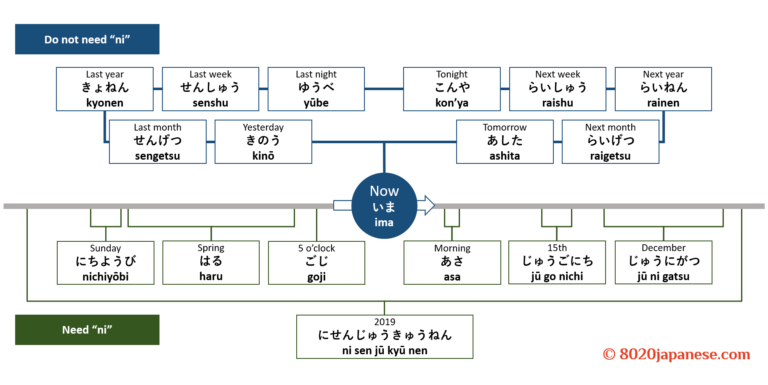 Do not need “ni”
Last year
きょねん
kyonen
Last week
せんしゅう
senshu
Last night
ゆうべ
yūbe
Tonight
こんや
kon’ya
Next week
らいしゅう
raishu
Next year
らいねん
rainen
Last month
せんげつ
sengetsu
Yesterday
きのう
kinō
Tomorrow
あした
ashita
Next month
らいげつ
raigetsu
Now
いま
ima
Sunday
にちようび
nichiyōbi
Spring
はる
haru
5 o’clock
ごじ
goji
Morning
あさ
asa
15th
じゅうごにち
jū go nichi
December
じゅうにがつ
jū ni gatsu
Need “ni”
2019
にせんじゅうきゅうねん
ni sen jū kyū nen
© 8020japanese.com